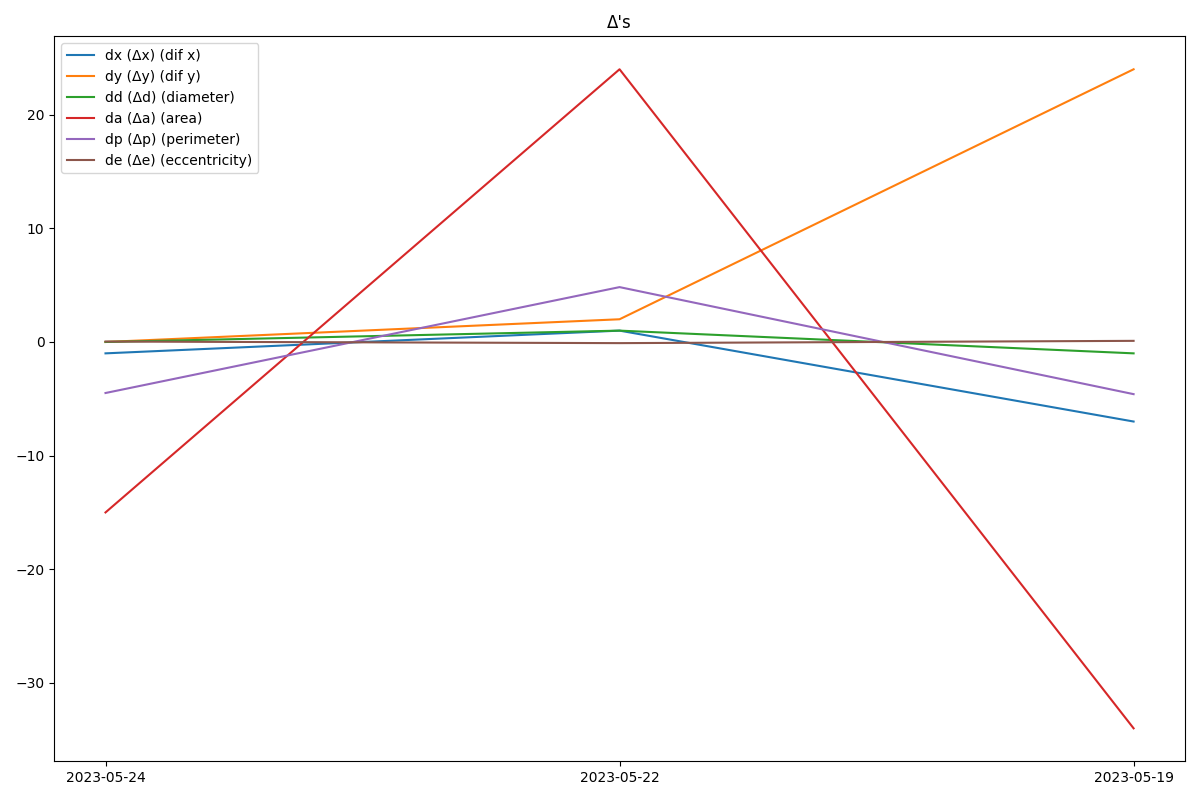 Δ's
dx (Δx) (dif x)
dy (Δy) (dif y)
dd (Δd) (diameter)
da (Δa) (area)
dp (Δp) (perimeter)
de (Δe) (eccentricity)
20
10
0
−10
−20
−30
2023-05-24
2023-05-22
2023-05-19